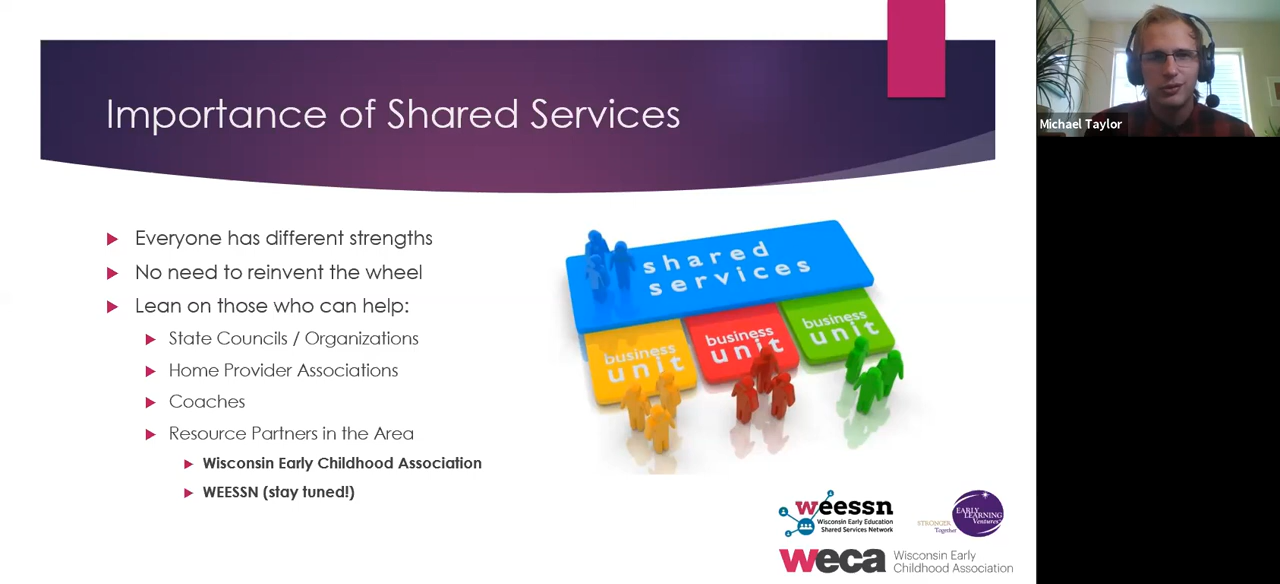 Importance of Shared Services
Everyone has different strengths
No need to reinvent the wheel
Lean on those who can help:
State Councils / Organizations
Home Provider Associations
Coaches
Resource Partners in the Area
Wisconsin Early Childhood Association
WEESSN (stay tuned!)
shared
services
business
unit
business
unit
business
unit
weessn
Wisconsin Early Education
Shared Services Network
STRONGER
Together
EARLY
LEARNING
Ventures
weca
Wisconsin Early
Childhood Association
Michael Taylor